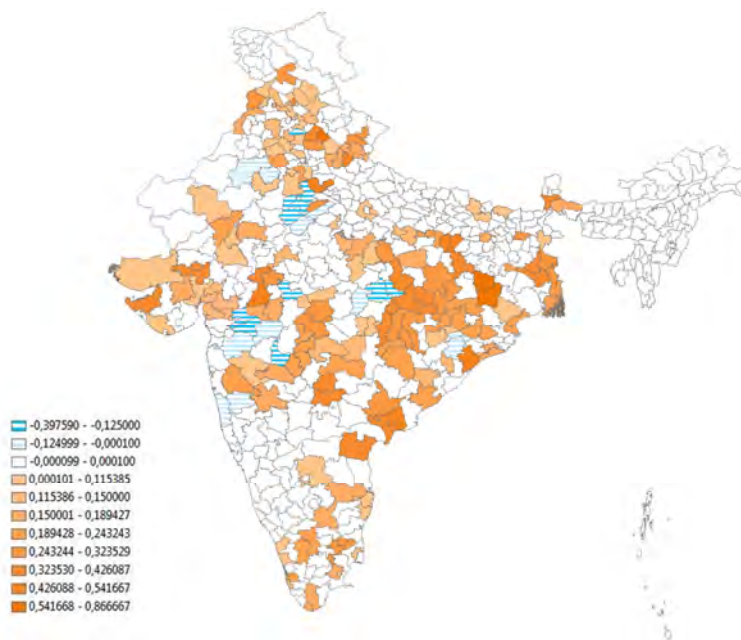 -0,397590 - -0,125000
-0,124999 - -0,000100
-0,000099 - 0,000100
0,000101 - 0,115385
0,115386 - 0,150000
0,150001 - 0,189427
0,189428 - 0,243243
0,243244 - 0,323529
0,323530 - 0,426087
0,426088 - 0,541667
0,541668 - 0,866667